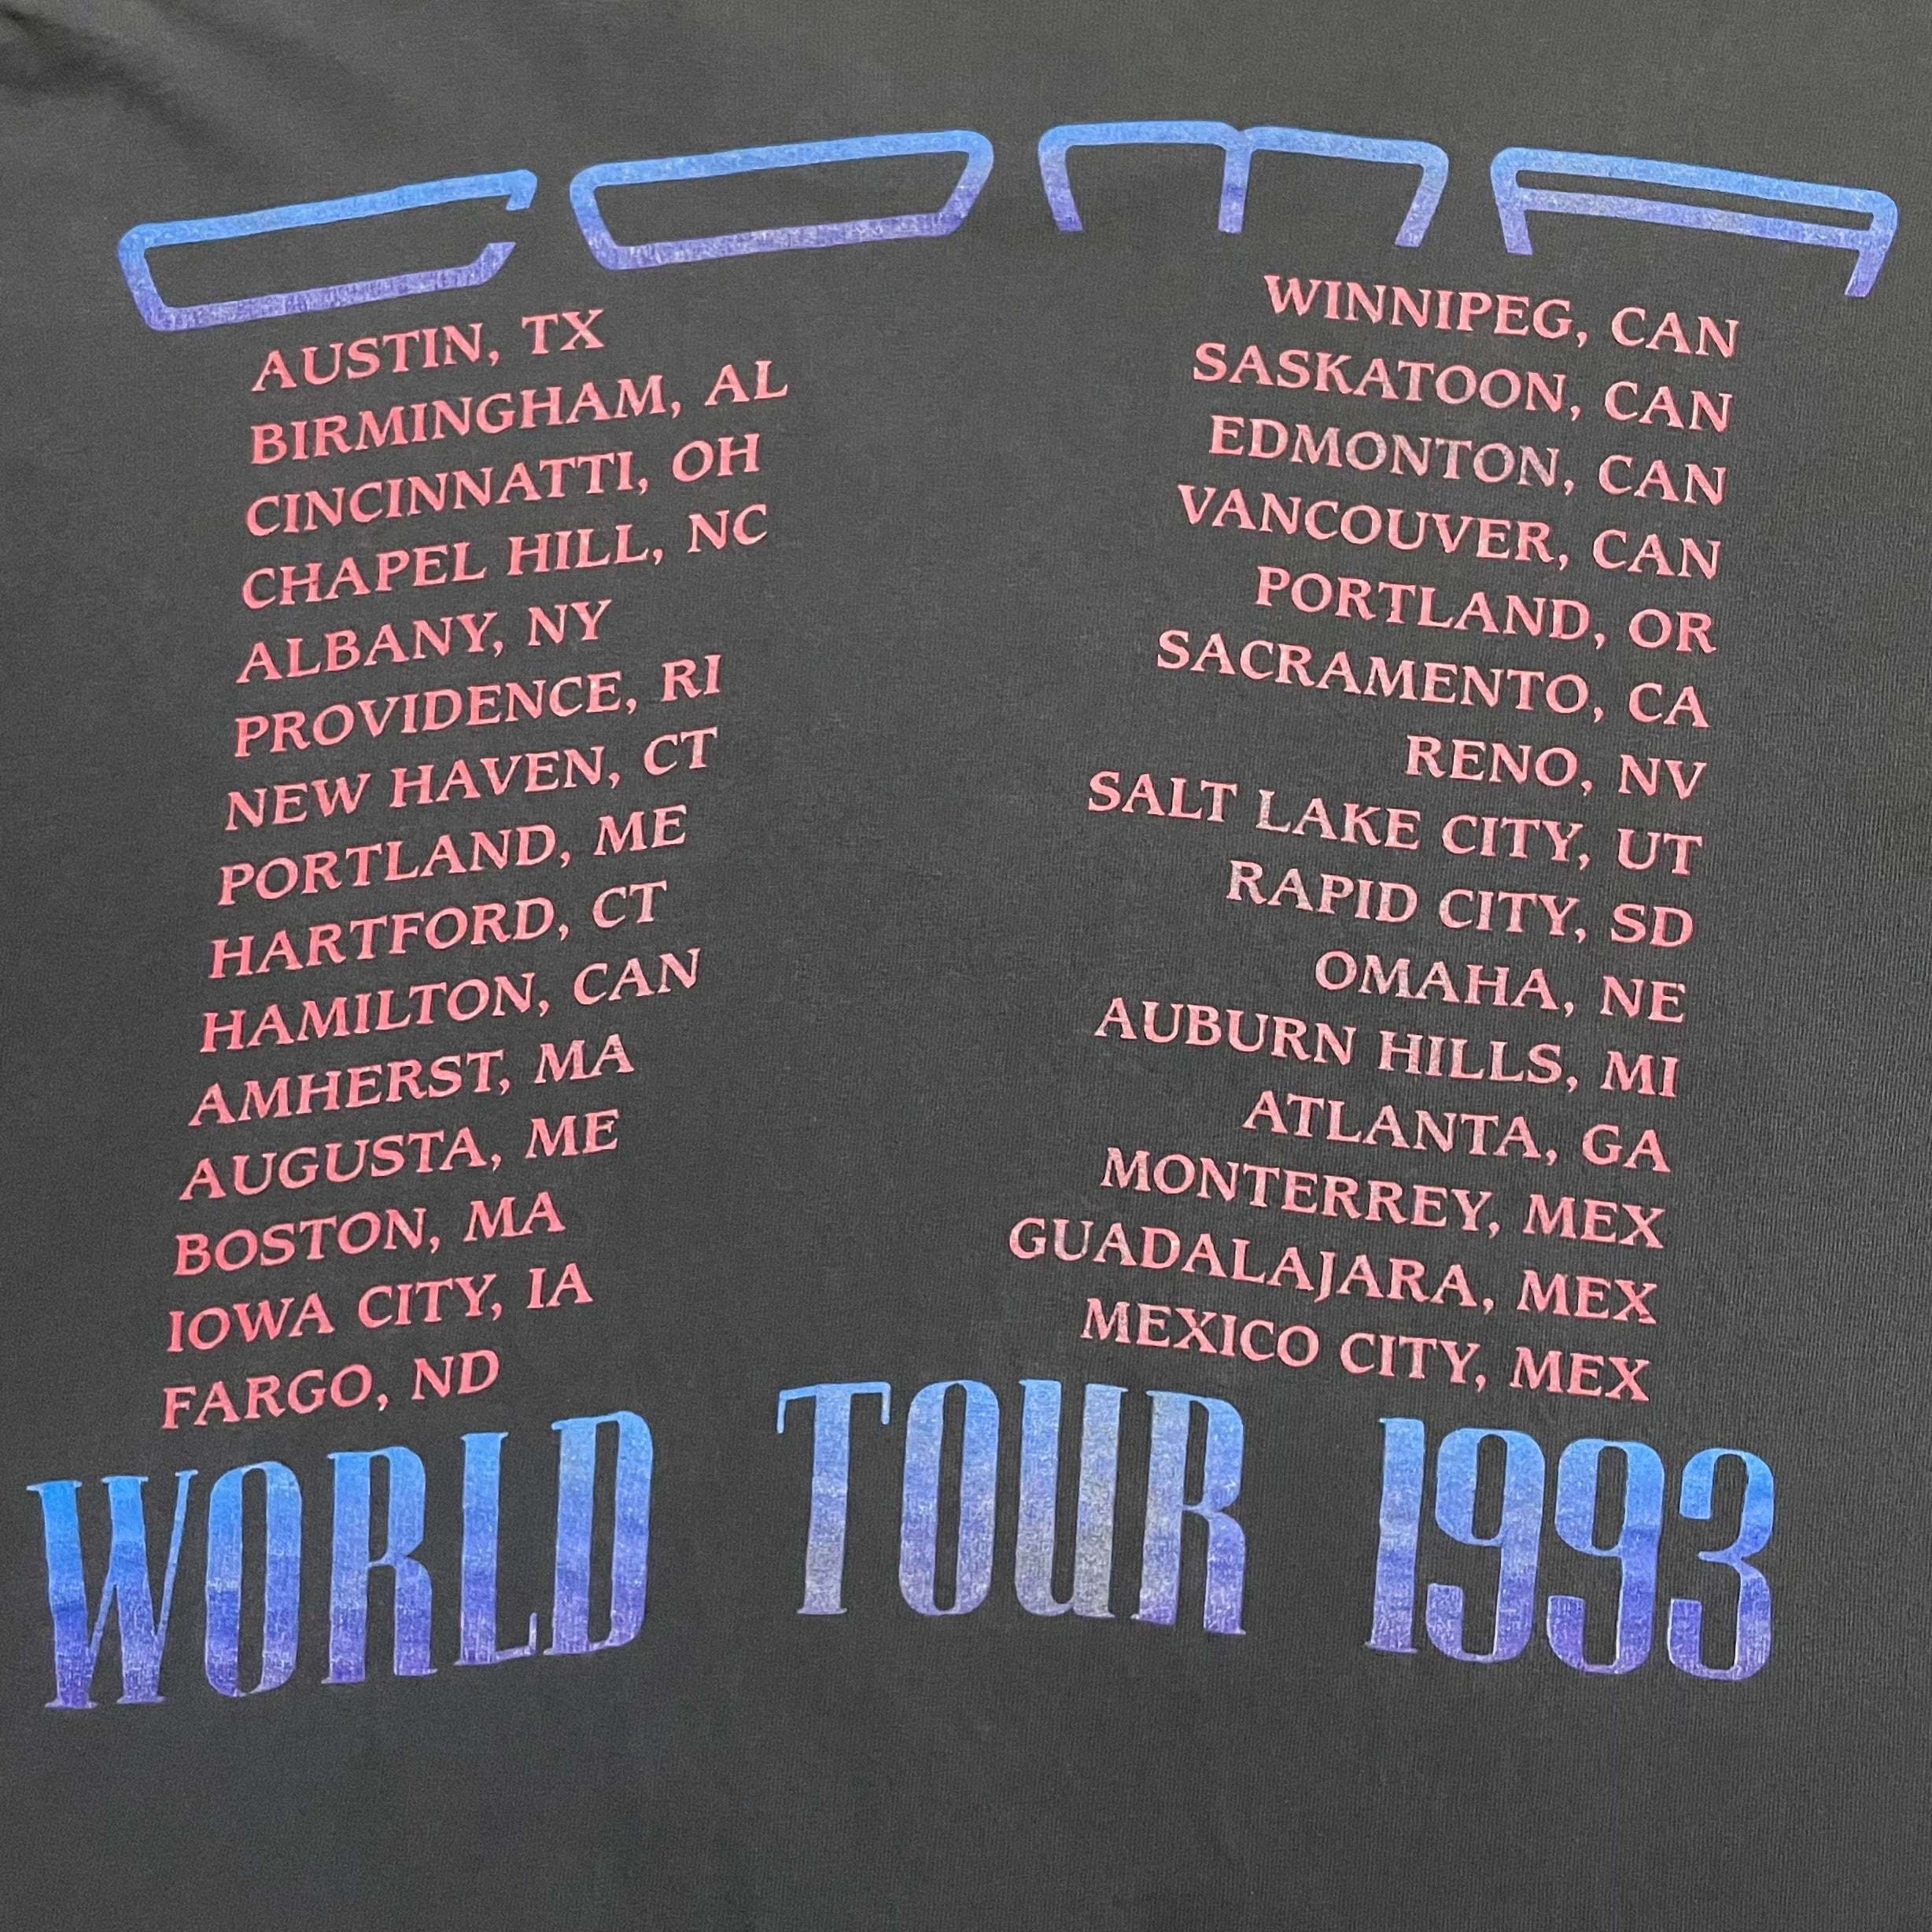 COMA
AUSTIN, TX
BIRMINGHAM, AL
CINCINNATTI, OH
CHAPEL HILL, NC
ALBANY, NY
PROVIDENCE, RI
NEW HAVEN, CT
PORTLAND, ME
HARTFORD, CT
HAMILTON, CAN
AMHERST, MA
AUGUSTA, ME
BOSTON, MA
IOWA CITY, IA
FARGO, ND
WINNIPEG, CAN
SASKATOON, CAN
EDMONTON, CAN
VANCOUVER, CAN
PORTLAND, OR
SACRAMENTO, CA
RENO, NV
SALT LAKE CITY, UT
RAPID CITY, SD
OMAHA, NE
AUBURN HILLS, MI
ATLANTA, GA
MONTERREY, MEX
GUADALAJARA, MEX
MEXICO CITY, MEX
WORLD TOUR 1993